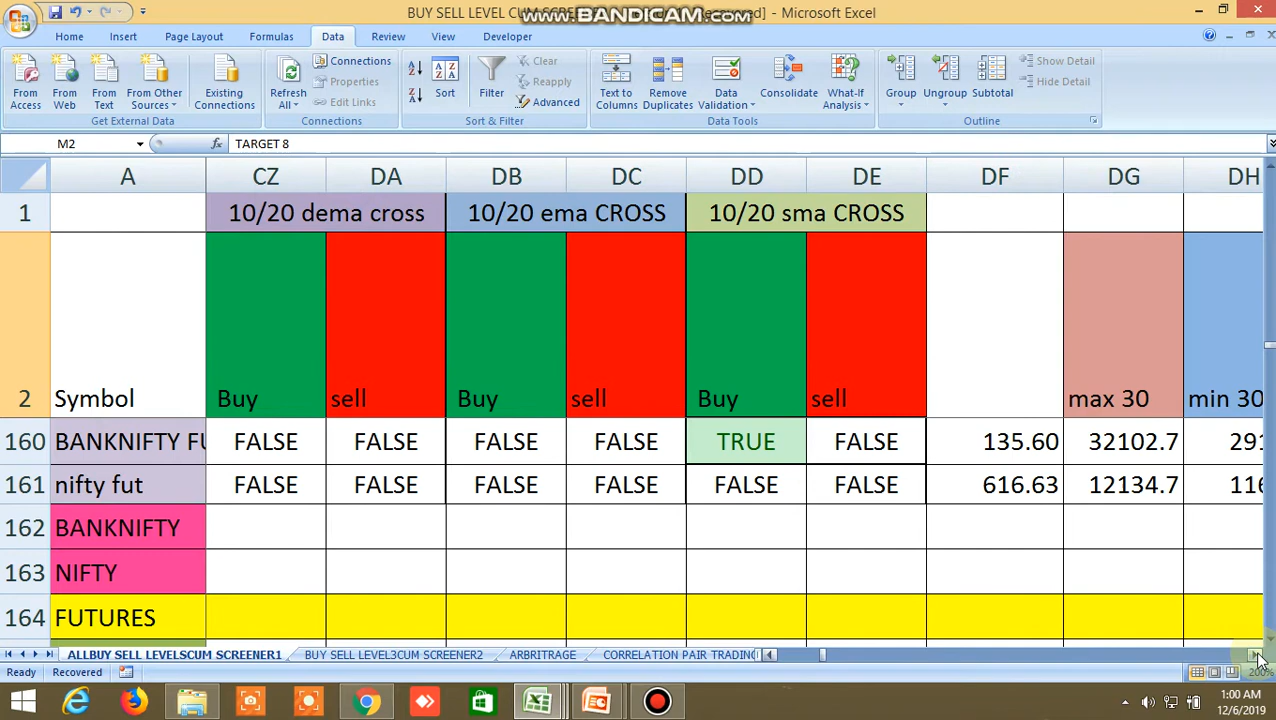 BUY SELL LEVEL CUM SCREE
www.BANDICAM.com
] - Microsoft Excel
Home Insert Page Layout Formulas Data Review View Developer
From Access
From Web
From Text
From Other Sources
Existing Connections
Get External Data
Refresh All
Connections
Properties
Edit Links
Connections
Sort
Filter
Clear
Reapply
Advanced
Sort & Filter
Text to Columns
Remove Duplicates
Data Validation
Consolidate
What-If Analysis
Data Tools
Group
Ungroup
Subtotal
Show Detail
Hide Detail
Outline
M2 fx TARGET 8
A CZ DA DB DC DD DE DF DG DH
1 10/20 dema cross 10/20 ema CROSS 10/20 sma CROSS
2 Symbol Buy sell Buy sell Buy sell max 30 min 30
160 BANKNIFTY FU FALSE FALSE FALSE FALSE TRUE FALSE 135.60 32102.7 291
161 nifty fut FALSE FALSE FALSE FALSE FALSE FALSE 616.63 12134.7 116
162 BANKNIFTY
163 NIFTY
164 FUTURES
ALLBUY SELL LEVELSCUM SCREENER1 BUY SELL LEVEL3CUM SCREENER2 ARBITRAGE CORRELATION PAIR TRADING
Ready Recovered 200%
1:00 AM
12/6/2019